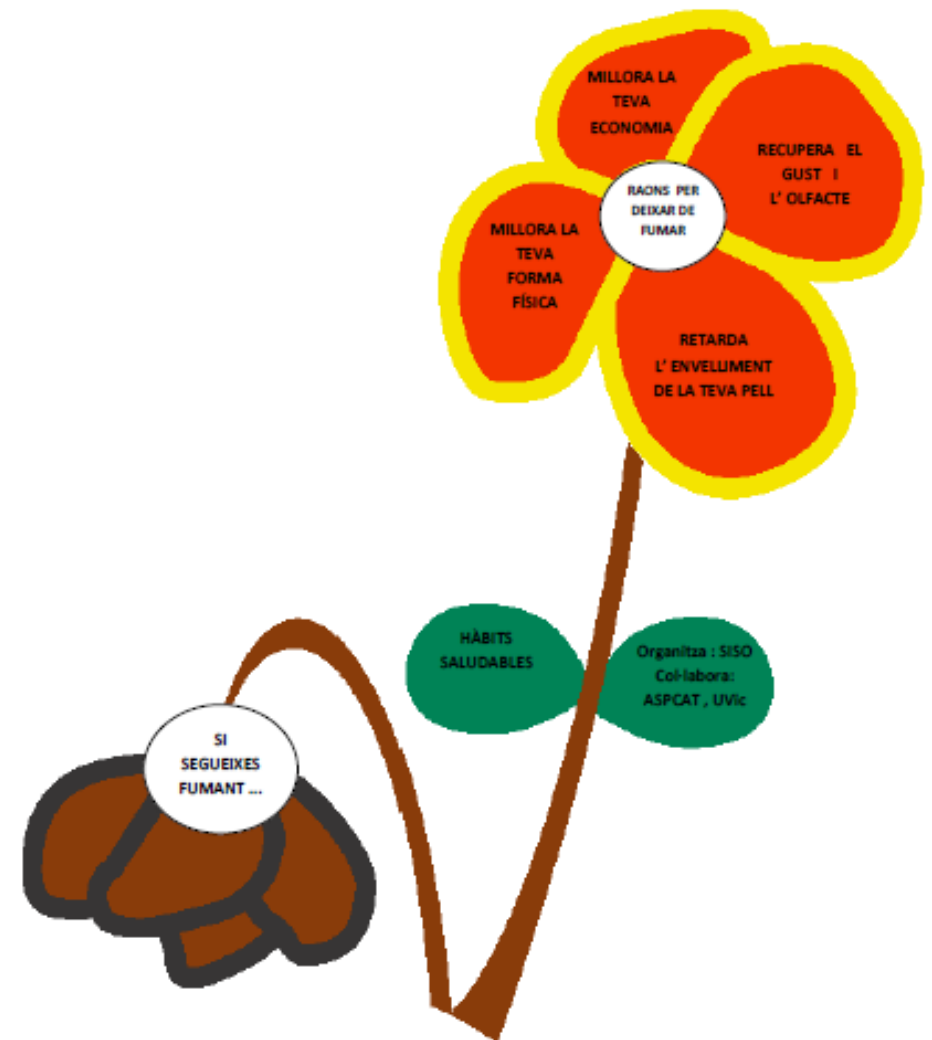 MILLORA LA
TEVA
ECONOMIA
RECUPERA EL
GUST I
L' OLFACTE
RAONS PER
DEIXAR DE
FUMAR
MILLORA LA
TEVA
FORMA
FÍSICA
RETARDA
L' ENVELLIMENT
DE LA TEVA PELL
HÀBITS
SALUDABLES
Organitza : SISO
Col·labora:
ASPCAT , UVic
SI
SEGUEIXES
FUMANT ...